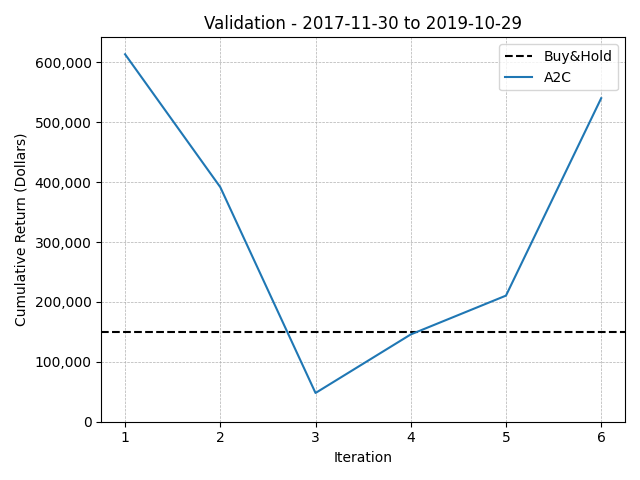 Validation - 2017-11-30 to 2019-10-29
Buy&Hold
A2C
Cumulative Return (Dollars)
600,000
500,000
400,000
300,000
200,000
100,000
0
1 2 3 4 5 6
Iteration